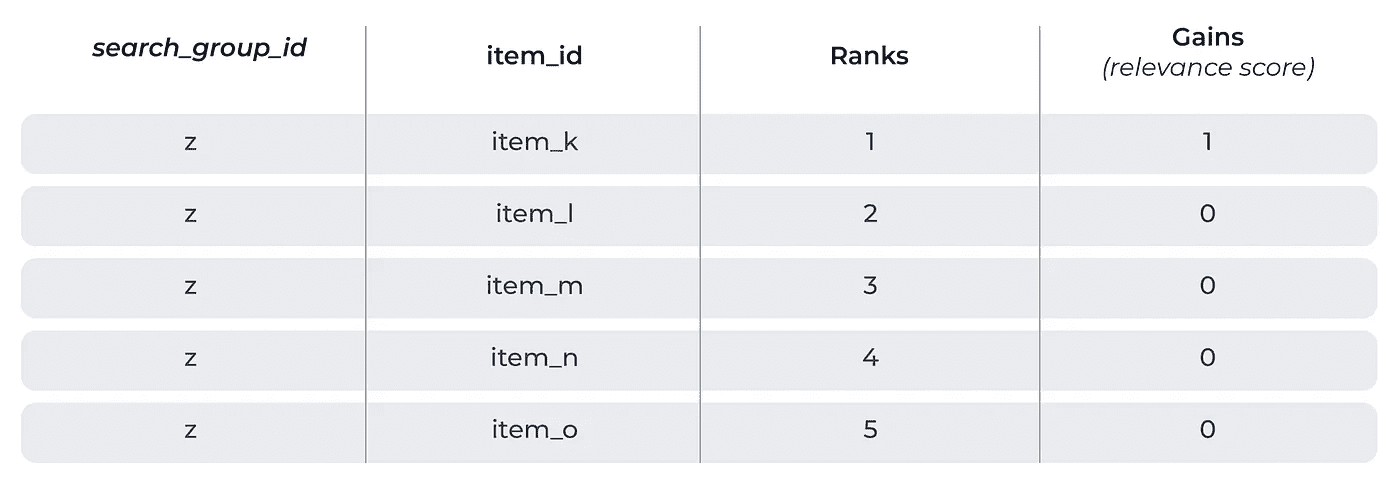 search_group_id item_id Ranks Gains
(relevance score)
z item_k 1 1
z item_l 2 0
z item_m 3 0
z item_n 4 0
z item_o 5 0